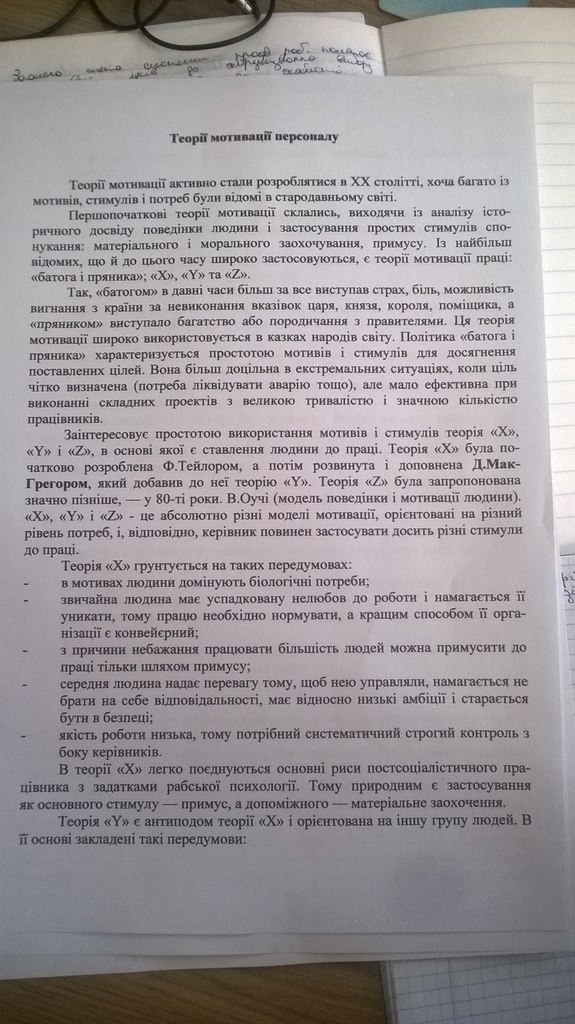 Теорії мотивації персоналу
Теорії мотивації активно стали розроблятися в ХХ столітті, хоча багато із
мотивів, стимулів і потреб були відомі в стародавньому світі.
Першопочаткові теорії мотивації склались, виходячи із аналізу істо-
ричного досвіду поведінки людини і застосування простих стимулів спо-
нукання: матеріального і морального заохочування, примусу. Із найбільш
відомих, що й до цього часу широко застосовуються, є теорії мотивації праці:
«батога і пряника»; «X», «Y» та «Z».
Так, «батогом» в давні часи більш за все виступав страх, біль, можливість
вигнання з країни за невиконання вказівок царя, князя, короля, поміщика, а
«пряником» виступало багатство або породичання з правителями. Ця теорія
мотивації широко використовується в казках народів світу. Політика «батога і
пряника» характеризується простотою мотивів і стимулів для досягнення
поставлених цілей. Вона більш доцільна в екстремальних ситуаціях, коли ціль
чітко визначена (потреба ліквідувати аварію тощо), але мало ефективна при
виконанні складних проектів з великою тривалістю і значною кількістю
працівників.
Заінтересовує простотою використання мотивів і стимулів теорія «X»,
«Y» і «Z», в основі якої є ставлення людини до праці. Теорія «X» була по-
чатково розроблена Ф.Тейлором, а потім розвинута і доповнена Д.Мак-
Грегором, який добавив до неї теорію «Y». Теорія «Z» була запропонована
значно пізніше, — у 80-ті роки. В.Оучі (модель поведінки і мотивації людини).
«X», «Y» і «Z» - це абсолютно різні моделі мотивації, орієнтовані на різний
рівень потреб, і, відповідно, керівник повинен застосувати досить різні стимули
до праці.
Теорія «X» грунтується на таких передумовах:
- в мотивах людини домінують біологічні потреби;
- звичайна людина має успадковану нелюбов до роботи і намагається її
уникати, тому працю необхідно нормувати, а кращим способом її орга-
нізації є конвейєрний;
- з причини небажання працювати більшість людей можна примусити до
праці тільки шляхом примусу;
- середня людина надає перевагу тому, щоб нею управляли, намагається не
брати на себе відповідальності, має відносно низькі амбіції і старається
бути в безпеці;
- якість роботи низька, тому потрібний систематичний строгий контроль з
боку керівників.
В теорії «X» легко поєднуються основні риси постсоціалістичного пра-
цівника з задатками рабської психології. Тому природним є застосування
як основного стимулу — примус, а допоміжного — матеріальне заохочення.
Теорія «Y» є антиподом теорії «X» і орієнтована на іншу групу людей. В
її основі закладені такі передумови: